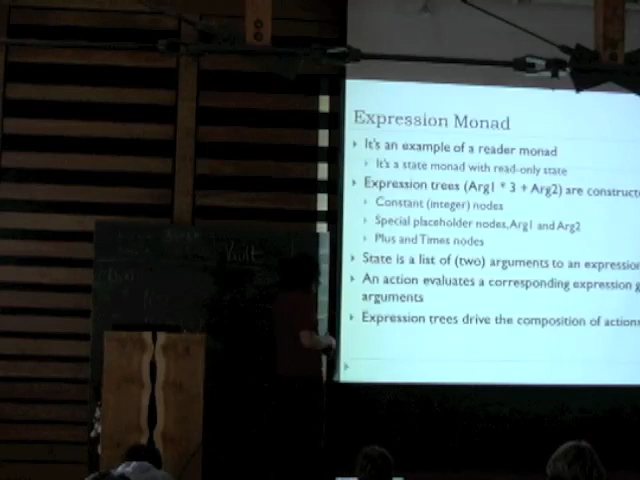 Expression Monad
It's an example of a reader monad
It's a state monad with read-only state
Expression trees (Arg1 * 3 + Arg2) are constructe
Constant (integer) nodes
Special placeholder nodes, Arg1 and Arg2
Plus and Times nodes
State is a list of (two) arguments to an expression
An action evaluates a corresponding expression g
arguments
Expression trees drive the composition of actions